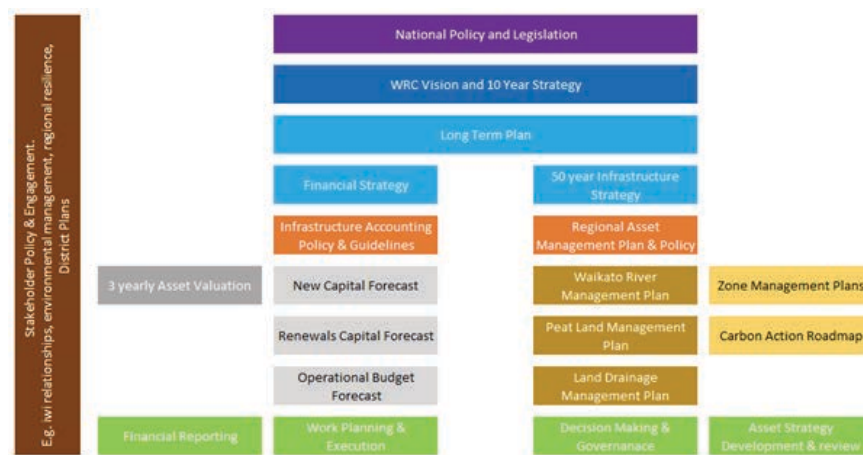 Stakeholder Policy & Engagement.
E.g. iwi relationships, environmental management, regional resilience,
District Plans
National Policy and Legislation
WRC Vision and 10 Year Strategy
Long Term Plan
Financial Strategy
50 year Infrastructure
Strategy
Infrastructure Accounting
Policy & Guidelines
Regional Asset
Management Plan & Policy
3 yearly Asset Valuation
New Capital Forecast
Waikato River
Management Plan
Zone Management Plans
Renewals Capital Forecast
Peat Land Management
Plan
Carbon Action Roadmap
Operational Budget
Forecast
Land Drainage
Management Plan
Financial Reporting
Work Planning &
Execution
Decision Making &
Governanace
Asset Strategy
Development & review